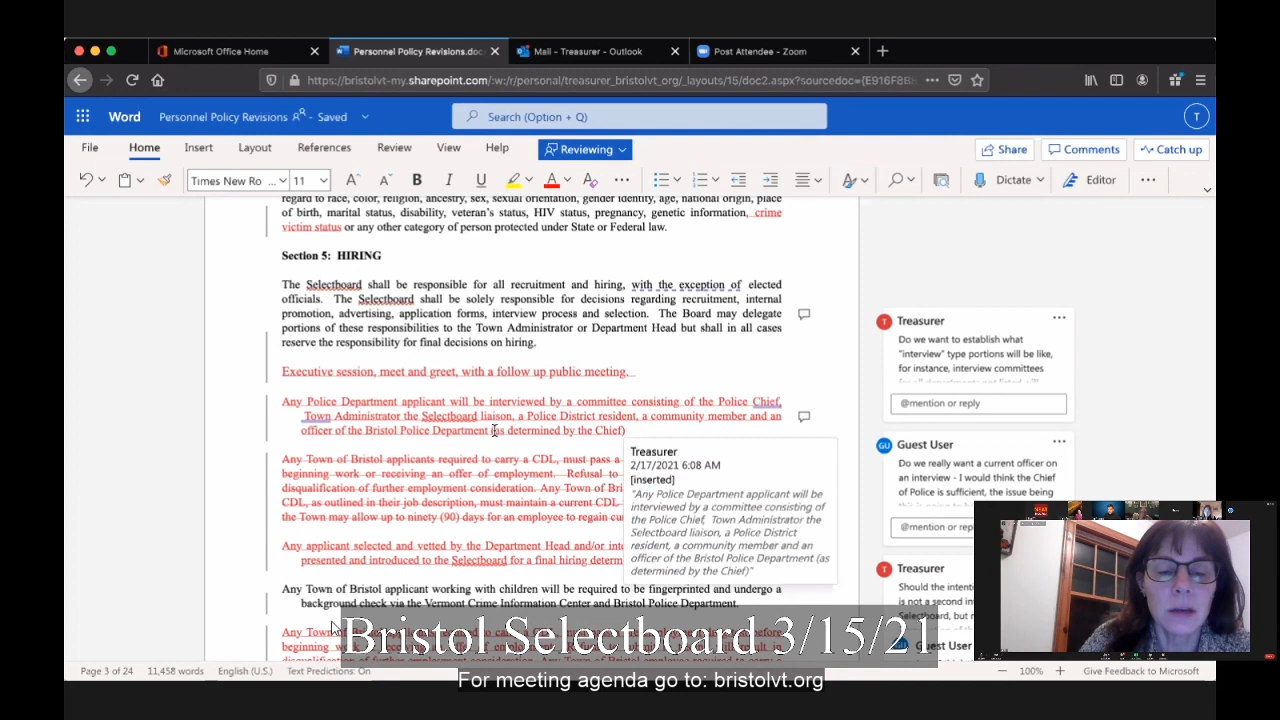 Microsoft Office Home
Personnel Policy Revisions.doc
Mail - Treasurer - Outlook
Post Attendee - Zoom
https://bristolvt-my.sharepoint.com/:w:/r/personal/treasurer_bristolvt_org/_layouts/15/doc2.aspx?sourcedoc={E916F8B8
Word
Personnel Policy Revisions
- Saved
Search (Option + Q)
T
File
Home
Insert
Layout
References
Review
View
Help
Reviewing
Share
Comments
Catch up
Times New Ro ...
11
Dictate
Editor
regard to race, color, religion, ancestry, sex, sexual orientation, gender identity, age, national origin, place
of birth, marital status, disability, veteran's status, HIV status, pregnancy, genetic information, crime
victim status or any other category of person protected under State or Federal law.
Section 5: HIRING
The Selectboard shall be responsible for all recruitment and hiring, with the exception of elected
officials. The Selectboard shall be solely responsible for decisions regarding recruitment, internal
promotion, advertising, application forms, interview process and selection. The Board may delegate
portions of these responsibilities to the Town Administrator or Department Head but shall in all cases
reserve the responsibility for final decisions on hiring.
Executive session, meet and greet, with a follow up public meeting.
Any Police Department applicant will be interviewed by a committee consisting of the Police Chief,
Town Administrator the Selectboard liaison, a Police District resident, a community member and an
officer of the Bristol Police Department (as determined by the Chief)
Any Town of Bristol applicants required to carry a CDL, must pass a
beginning work or receiving an offer of employment. Refusal to
disqualification of further employment consideration. Any Town of Bri
CDL, as outlined in their job description, must maintain a current CDL
the Town may allow up to ninety (90) days for an employee to regain cur
Any applicant selected and vetted by the Department Head and/or inte
presented and introduced to the Selectboard for a final hiring determ
Any Town of Bristol applicant working with children will be required to be fingerprinted and undergo a
background check via the Vermont Crime Information Center and Bristol Police Department.
Any Town
Treasurer
2/17/2021 6:08 AM
[inserted]
"Any Police Department applicant will be
interviewed by a committee consisting of
the Police Chief, Town Administrator the
Selectboard liaison, a Police District
resident, a community member and an
officer of the Bristol Police Department (as
determined by the Chief)"
T
Treasurer
Do we want to establish what
"interview" type portions will be like,
for instance, interview committees
@mention or reply
GU
Guest User
Do we really want a current officer on
an interview - I would think the Chief
of Police is sufficient, the issue being
@mention or reply
T
Treasurer
Should the intenti
is not a second in
Selectboard, but r
Guest User
Bristol Selectboard 3/15/21
Page 3 of 24
11,458 words
English (U.S.)
Text Predictions: On
100%
Give Feedback to Microsoft
For meeting agenda go to: bristolvt.org